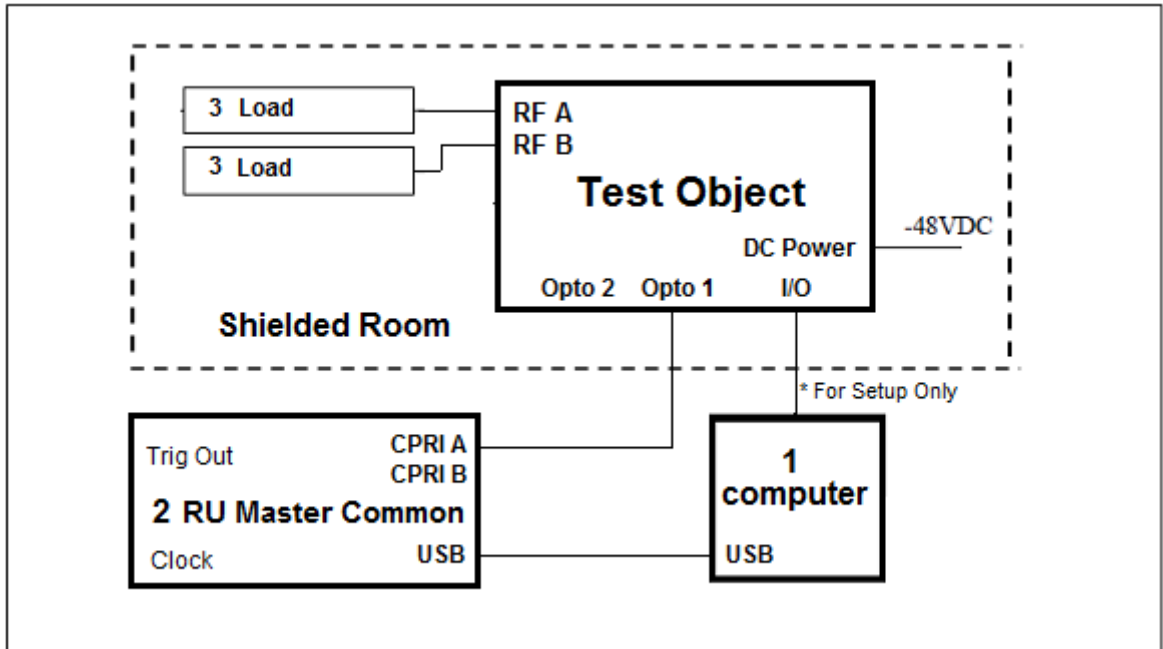 3 Load
3 Load
RF A
RF B
Test Object
-48VDC
DC Power
Opto 2 Opto 1 I/O
Shielded Room
* For Setup Only
Trig Out
CPRI A
CPRI B
2 RU Master Common
Clock
USB
1
computer
USB